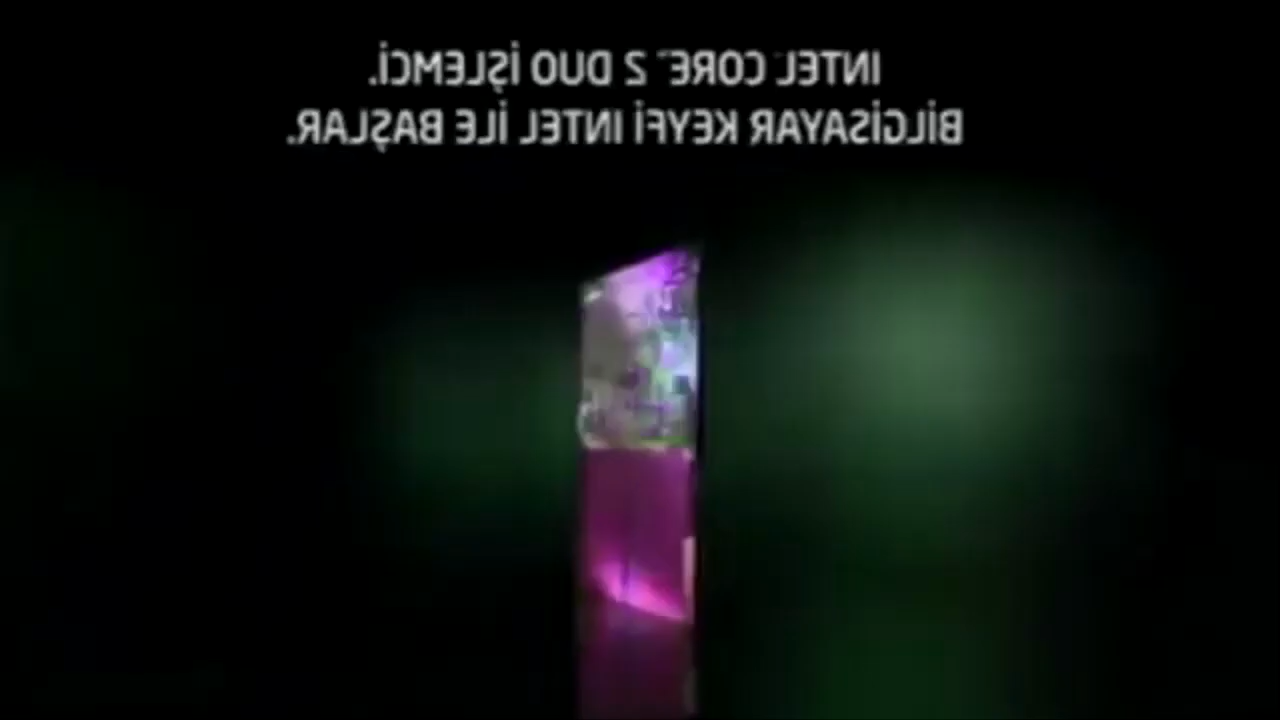 INTEL® CORE™ 2 DUO İŞLEMCİ.
BİLGİSAYAR KEYFİ INTEL İLE BAŞLAR.